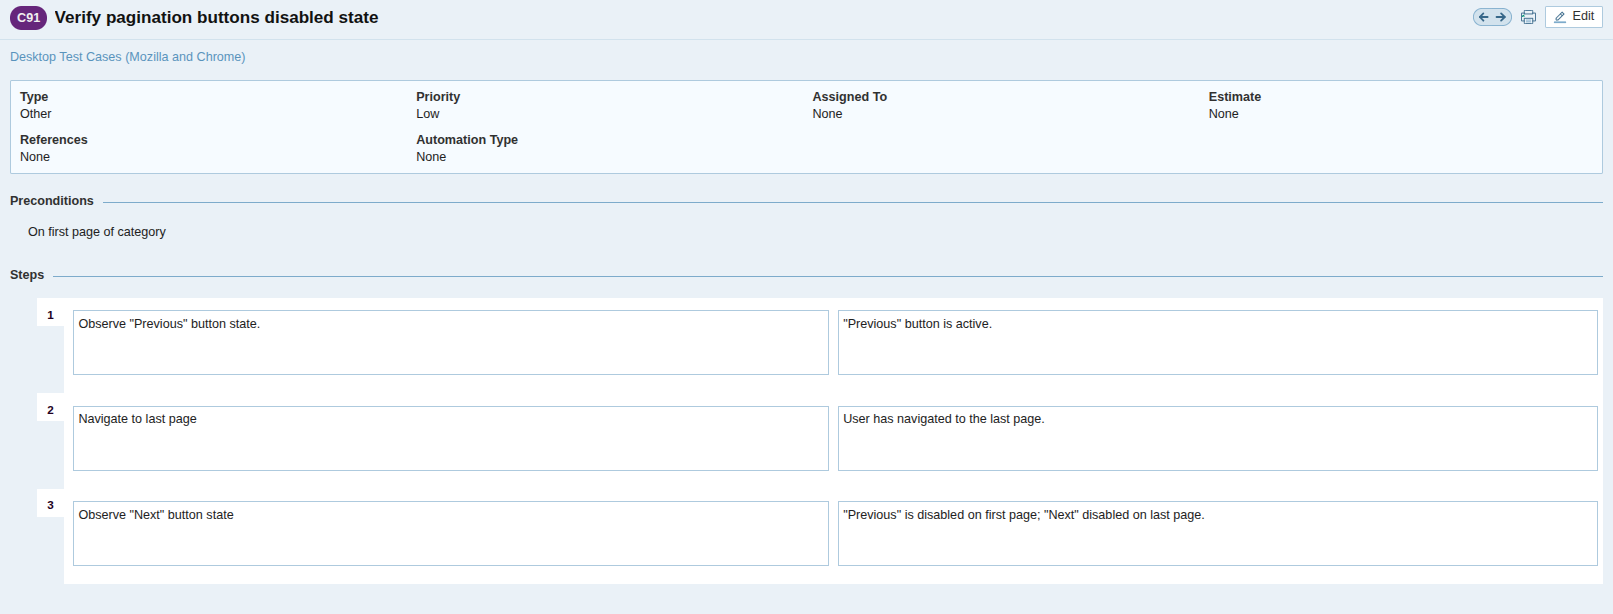 C91 Verify pagination buttons disabled state
Edit
Desktop Test Cases (Mozilla and Chrome)
Type Priority Assigned To Estimate
Other Low None None
References Automation Type
None None
Preconditions
On first page of category
Steps
1 Observe "Previous" button state. "Previous" button is active.
2 Navigate to last page User has navigated to the last page.
3 Observe "Next" button state "Previous" is disabled on first page; "Next" disabled on last page.